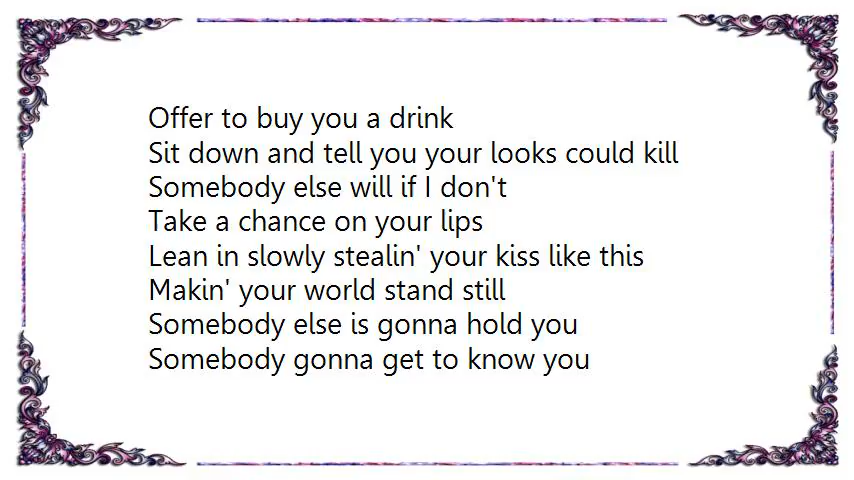 Offer to buy you a drink
Sit down and tell you your looks could kill
Somebody else will if I don't
Take a chance on your lips
Lean in slowly stealin' your kiss like this
Makin' your world stand still
Somebody else is gonna hold you
Somebody gonna get to know you